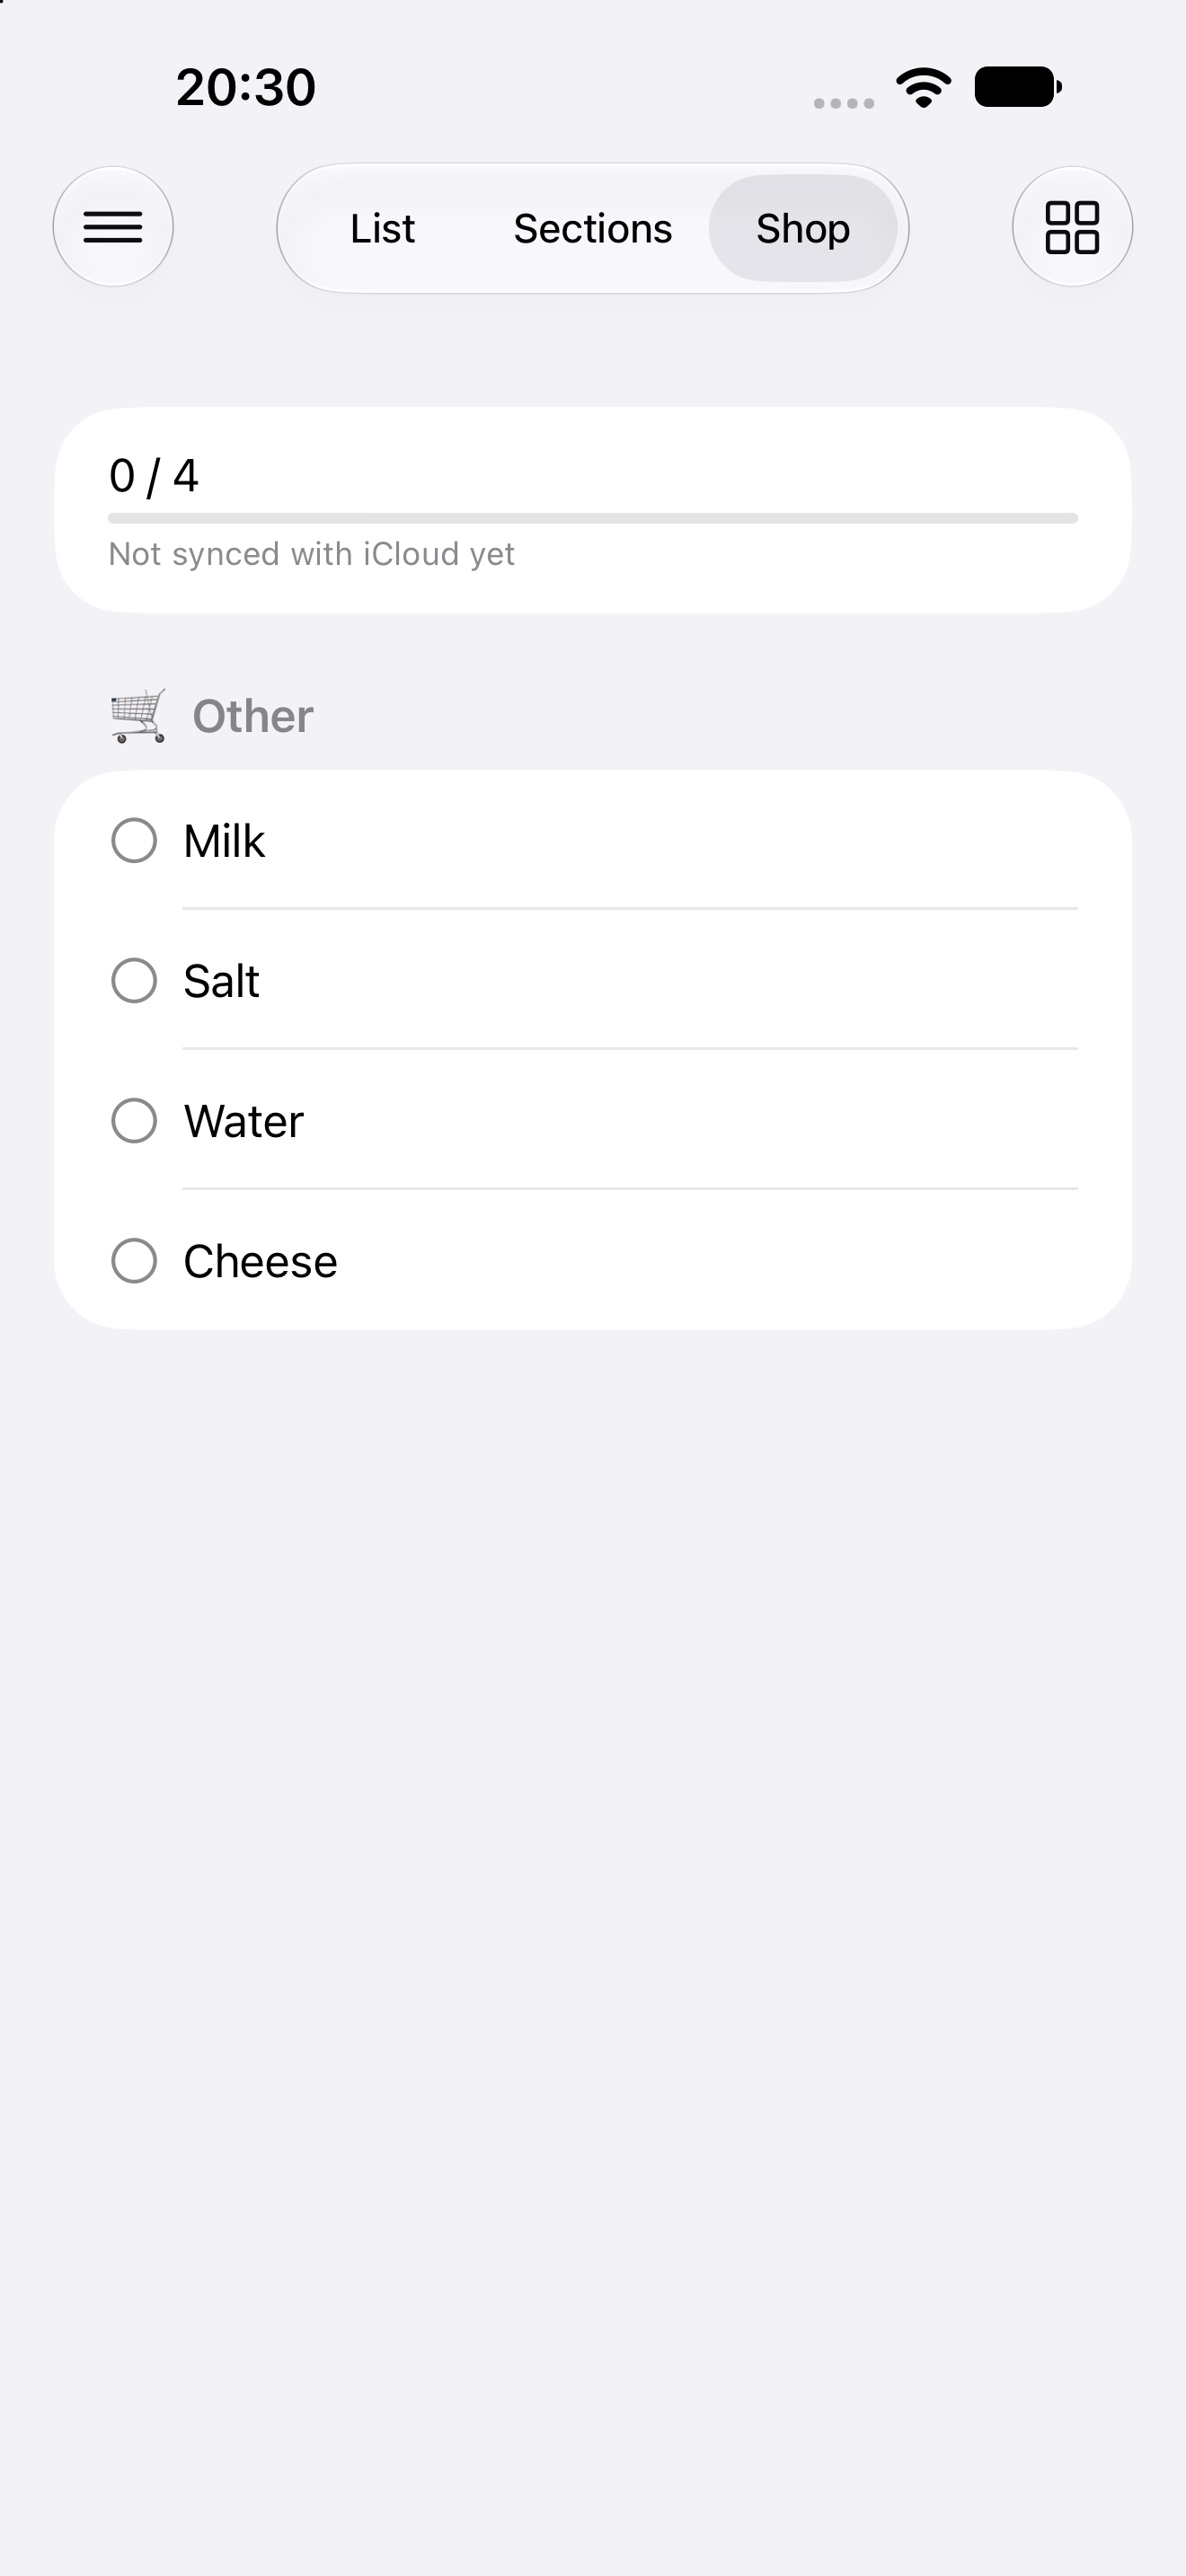 20:30
List
Sections
Shop
0 / 4
Not synced with iCloud yet
Other
Milk
Salt
Water
Cheese